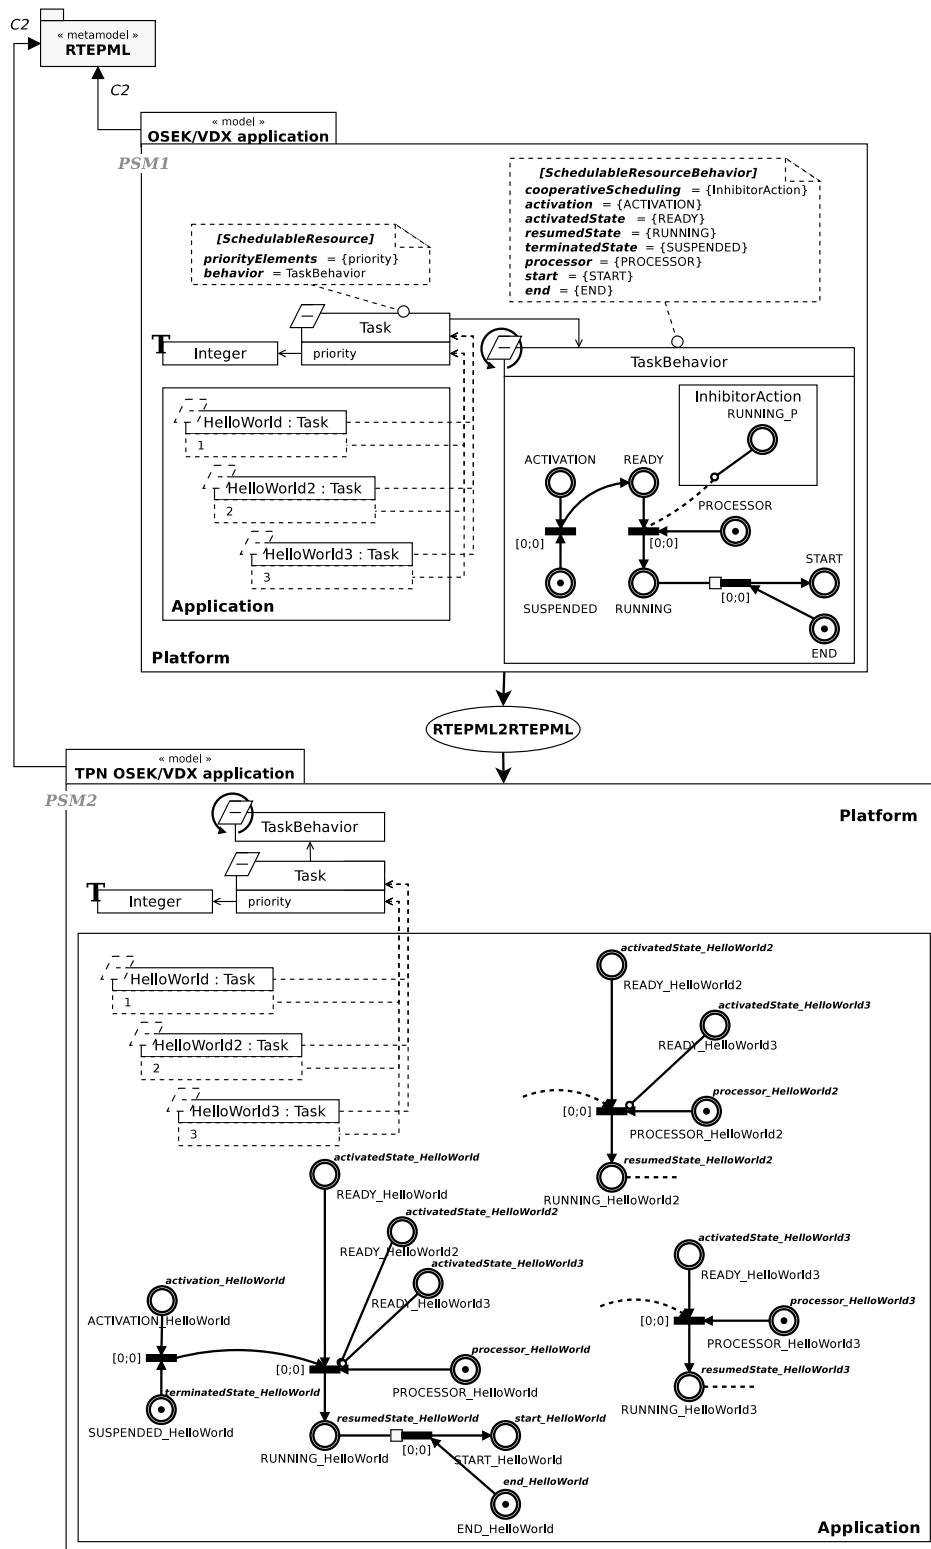 C2
« metamodel »
RTEPML
C2
« model »
OSEK/VDX application
PSM1
[SchedulableResourceBehavior]
cooperativeScheduling = {InhibitorAction}
activation = {ACTIVATION}
activatedState = {READY}
resumedState = {RUNNING}
terminatedState = {SUSPENDED}
processor = {PROCESSOR}
start = {START}
end = {END}
[SchedulableResource]
priorityElements = {priority}
behavior = TaskBehavior
Task
priority
T
Integer
TaskBehavior
InhibitorAction
RUNNING_P
HelloWorld : Task
1
HelloWorld2 : Task
2
HelloWorld3 : Task
3
Application
ACTIVATION
READY
PROCESSOR
[0;0]
[0;0]
START
SUSPENDED
RUNNING
[0;0]
END
Platform
RTEPML2RTEPML
« model »
TPN OSEK/VDX application
PSM2
Platform
TaskBehavior
Task
priority
T
Integer
HelloWorld : Task
1
HelloWorld2 : Task
2
HelloWorld3 : Task
3
activatedState_HelloWorld2
READY_HelloWorld2
activatedState_HelloWorld3
READY_HelloWorld3
processor_HelloWorld2
[0;0]
PROCESSOR_HelloWorld2
resumedState_HelloWorld2
RUNNING_HelloWorld2
activatedState_HelloWorld
READY_HelloWorld
activatedState_HelloWorld2
READY_HelloWorld2
activatedState_HelloWorld3
READY_HelloWorld3
activation_HelloWorld
ACTIVATION_HelloWorld
[0;0]
[0;0]
processor_HelloWorld
PROCESSOR_HelloWorld
terminatedState_HelloWorld
SUSPENDED_HelloWorld
resumedState_HelloWorld
RUNNING_HelloWorld
[0;0]
start_HelloWorld
START_HelloWorld
end_HelloWorld
END_HelloWorld
activatedState_HelloWorld3
READY_HelloWorld3
processor_HelloWorld3
[0;0]
PROCESSOR_HelloWorld3
resumedState_HelloWorld3
RUNNING_HelloWorld3
Application